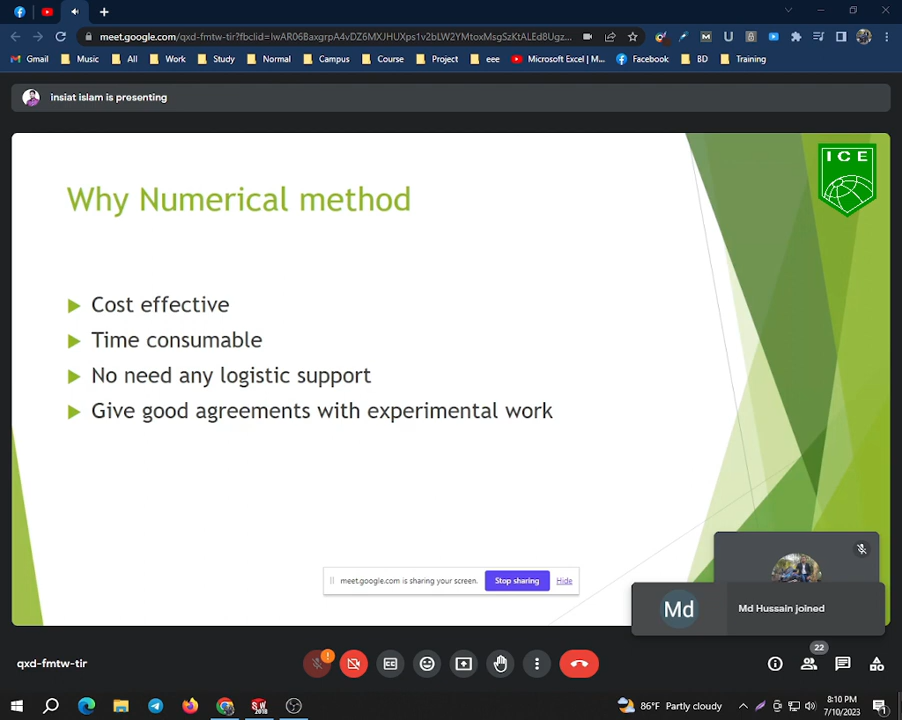 meet.google.com/qxd-fmtw-tir?fbclid=IwAR06BaxgrpA4vDZ6MXJHUXps1v2bLW2YMtoxMsgSzKtALEd8Ugz...
Gmail Music All Work Study Normal Campus Course Project eee Microsoft Excel | M... Facebook BD Training
insiat islam is presenting
ICE
Why Numerical method
Cost effective
Time consumable
No need any logistic support
Give good agreements with experimental work
meet.google.com is sharing your screen. Stop sharing Hide
Md Md Hussain joined
qxd-fmtw-tir 22
86°F Partly cloudy 8:10 PM
7/10/2023